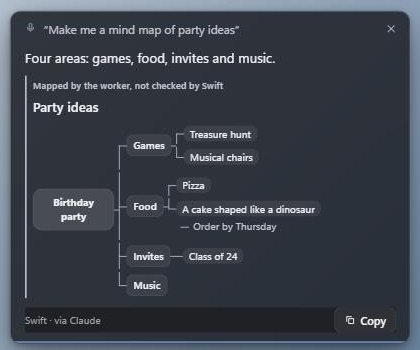 "Make me a mind map of party ideas"
Four areas: games, food, invites and music.
Mapped by the worker, not checked by Swift
Party ideas
Birthday
party
Games
Treasure hunt
Musical chairs
Food
Pizza
A cake shaped like a dinosaur
— Order by Thursday
Invites
Class of 24
Music
Swift · via Claude
Copy